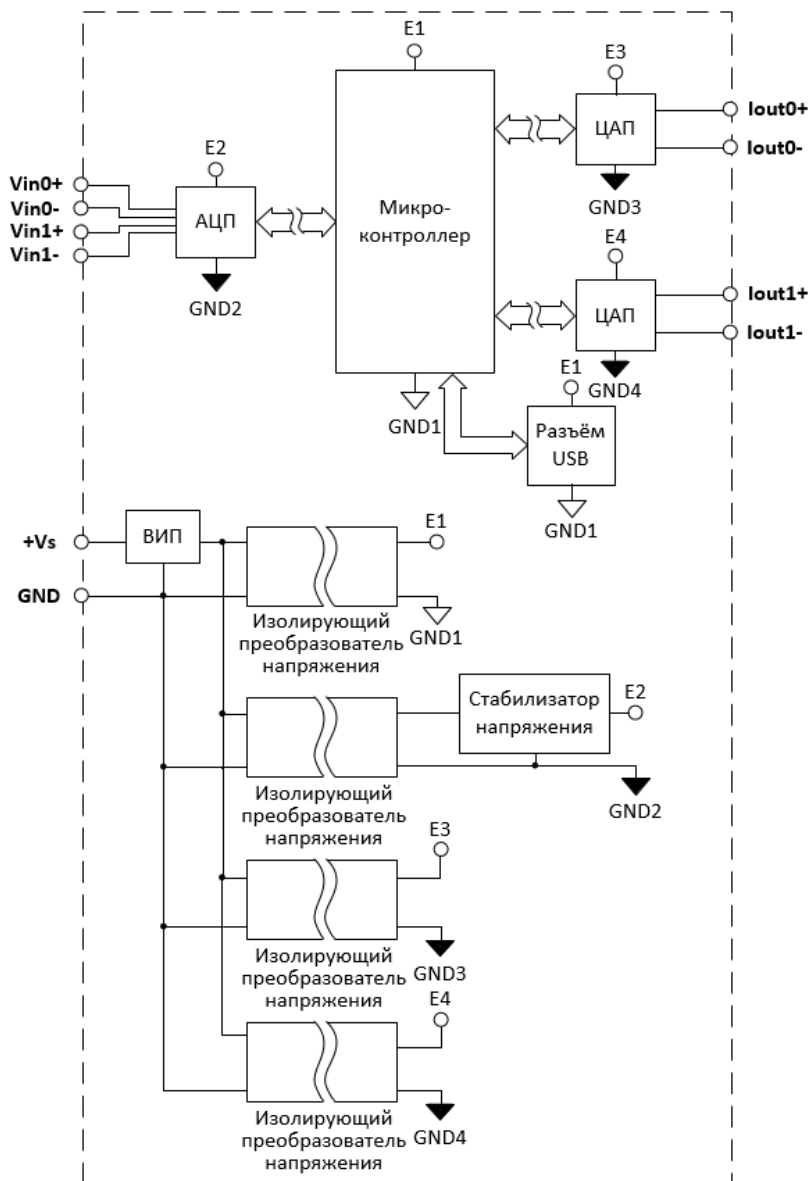 E1
E3
Iout0+
ЦАП
Iout0-
E2
GND3
Vin0+
Vin0-
Vin1+
Vin1-
АЦП
Микро-
контроллер
E4
GND2
Iout1+
ЦАП
Iout1-
E1
GND4
GND1
Разъём
USB
GND1
+Vs
ВИП
E1
GND
GND1
Изолирующий
преобразователь
напряжения
Стабилизатор
напряжения
E2
GND2
Изолирующий
преобразователь
напряжения
E3
GND3
Изолирующий
преобразователь
напряжения
E4
GND4
Изолирующий
преобразователь
напряжения